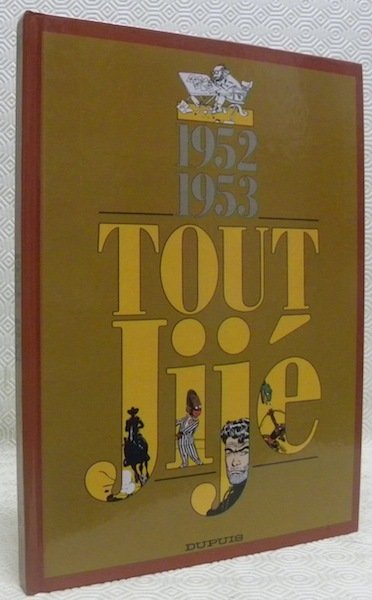 1952
1953
TOUT
Jijé
DUPUIS